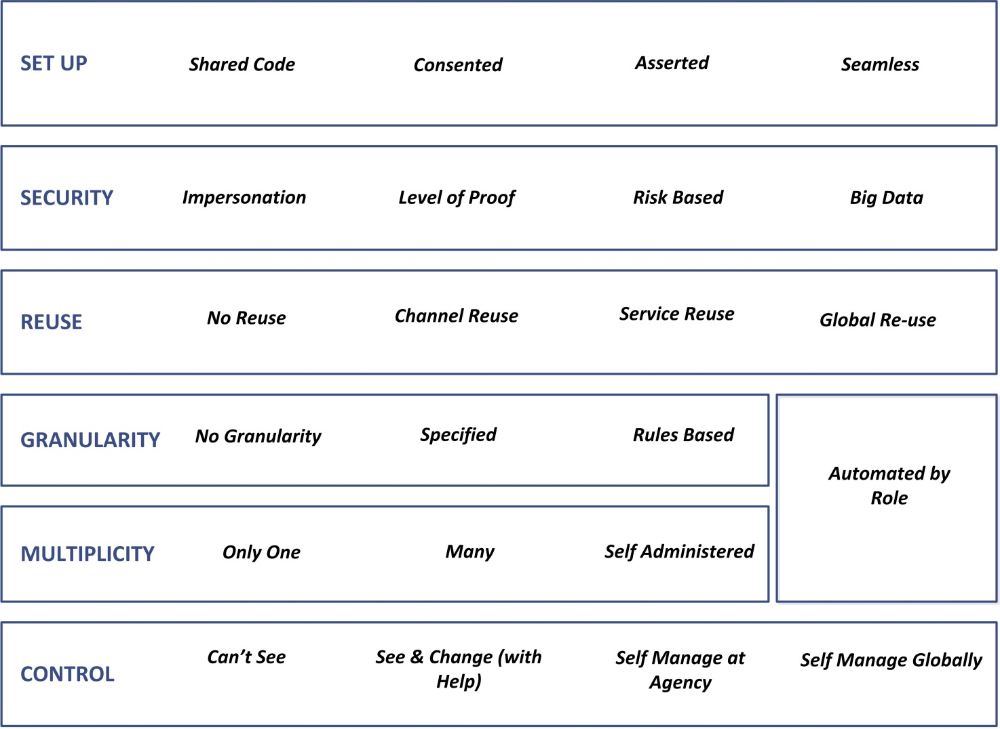 SET UP Shared Code Consented Asserted Seamless
SECURITY Impersonation Level of Proof Risk Based Big Data
REUSE No Reuse Channel Reuse Service Reuse Global Re-use
GRANULARITY No Granularity Specified Rules Based
Automated by
Role
MULTIPLICITY Only One Many Self Administered
CONTROL
Can’t See
See & Change (with
Help)
Self Manage at
Agency
Self Manage Globally